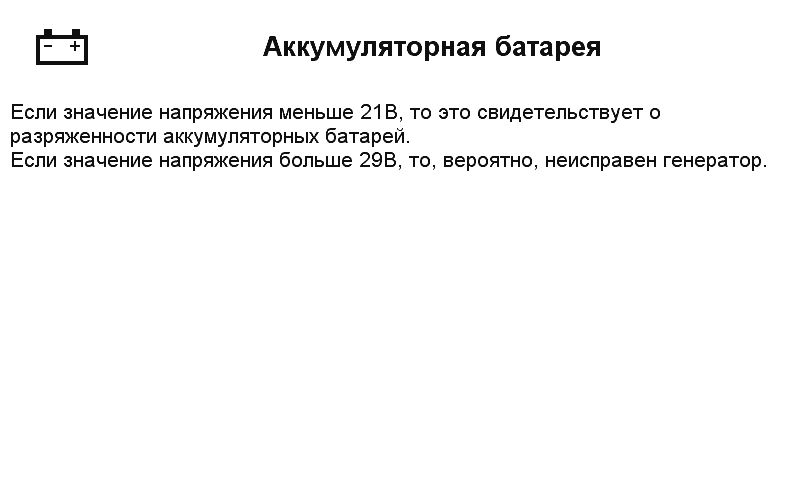 Аккумуляторная батарея
Если значение напряжения меньше 21В, то это свидетельствует о
разряженности аккумуляторных батарей.
Если значение напряжения больше 29В, то, вероятно, неисправен генератор.